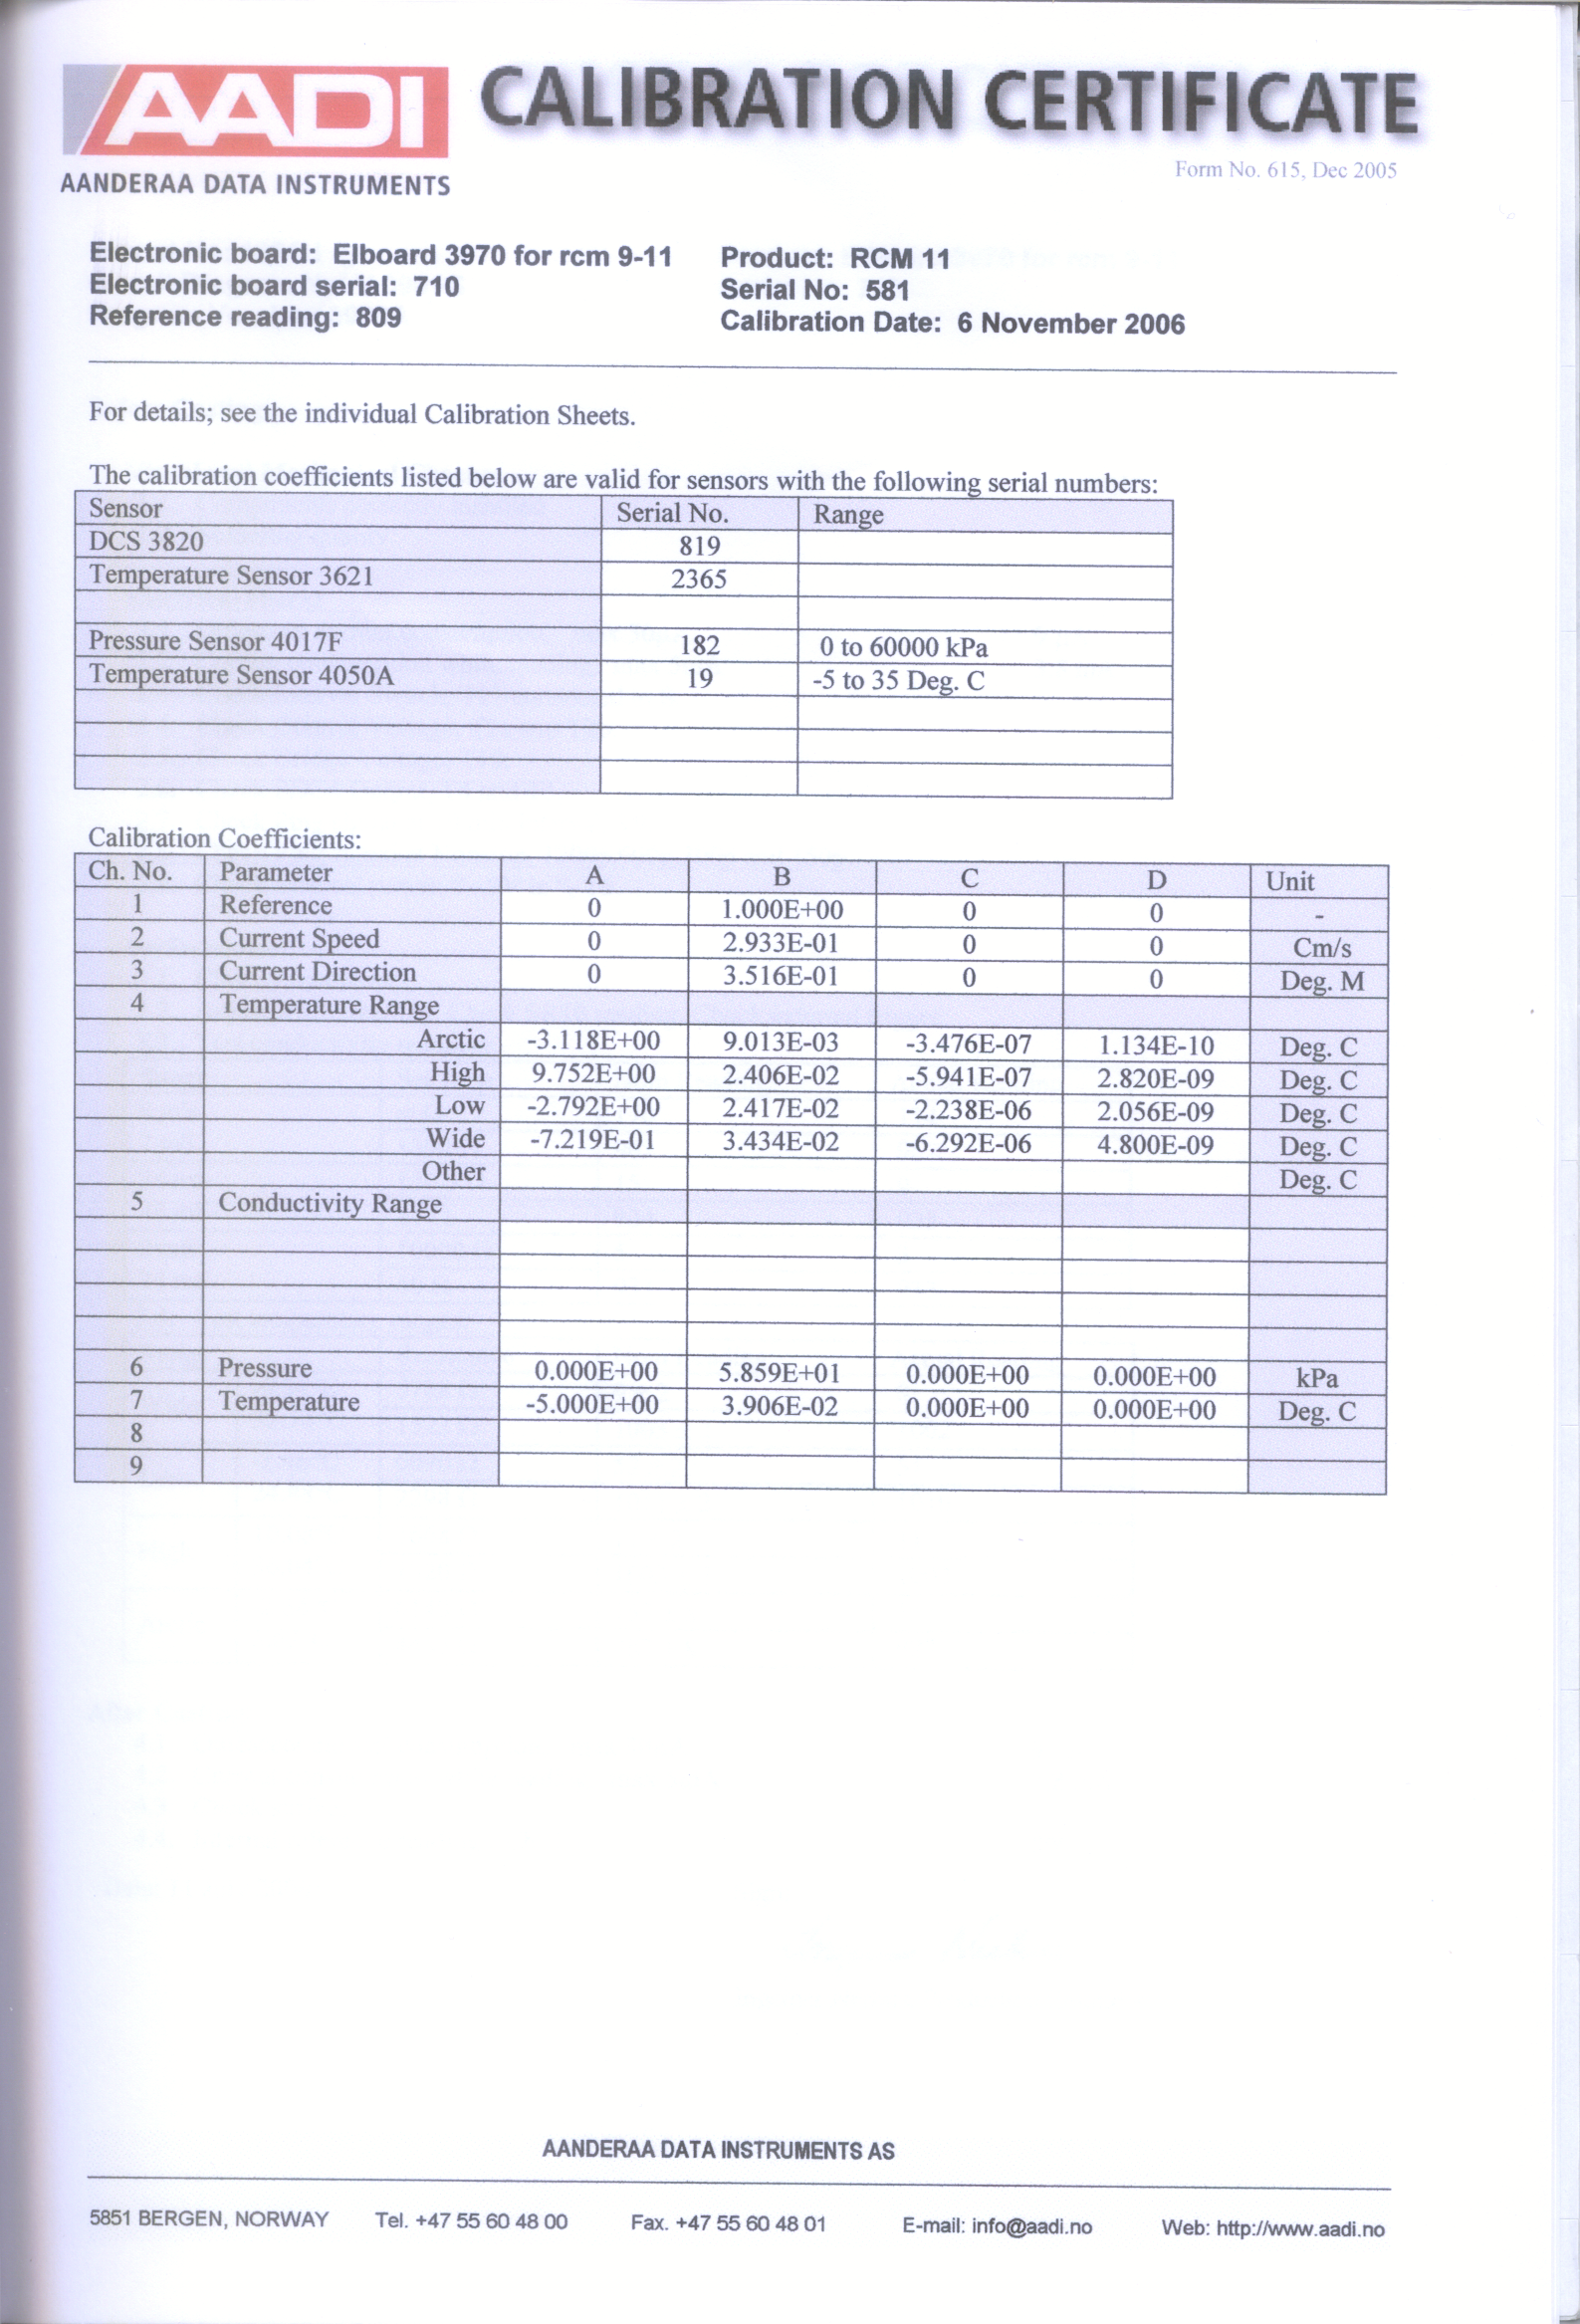 AADI CALIBRATION CERTIFICATE
AANDERAA DATA INSTRUMENTS
Form No. 615, Dec 2005
Electronic board: Elboard 3970 for rcm 9-11 Product: RCM 11
Electronic board serial: 710 Serial No: 581
Reference reading: 809 Calibration Date: 6 November 2006
For details; see the individual Calibration Sheets.
The calibration coefficients listed below are valid for sensors with the following serial numbers:
Sensor Serial No. Range
DCS 3820 819
Temperature Sensor 3621 2365
Pressure Sensor 4017F 182 0 to 60000 kPa
Temperature Sensor 4050A 19 -5 to 35 Deg. C
Calibration Coefficients:
Ch. No. Parameter A B C D Unit
1 Reference 0 1.000E+00 0 0 -
2 Current Speed 0 2.933E-01 0 0 Cm/s
3 Current Direction 0 3.516E-01 0 0 Deg. M
4 Temperature Range
Arctic -3.118E+00 9.013E-03 -3.476E-07 1.134E-10 Deg. C
High 9.752E+00 2.406E-02 -5.941E-07 2.820E-09 Deg. C
Low -2.792E+00 2.417E-02 -2.238E-06 2.056E-09 Deg. C
Wide -7.219E-01 3.434E-02 -6.292E-06 4.800E-09 Deg. C
Other Deg. C
5 Conductivity Range
6 Pressure 0.000E+00 5.859E+01 0.000E+00 0.000E+00 kPa
7 Temperature -5.000E+00 3.906E-02 0.000E+00 0.000E+00 Deg. C
8
9
AANDERAA DATA INSTRUMENTS AS
5851 BERGEN, NORWAY Tel. +47 55 60 48 00 Fax. +47 55 60 48 01 E-mail: info@aadi.no Web: http://www.aadi.no